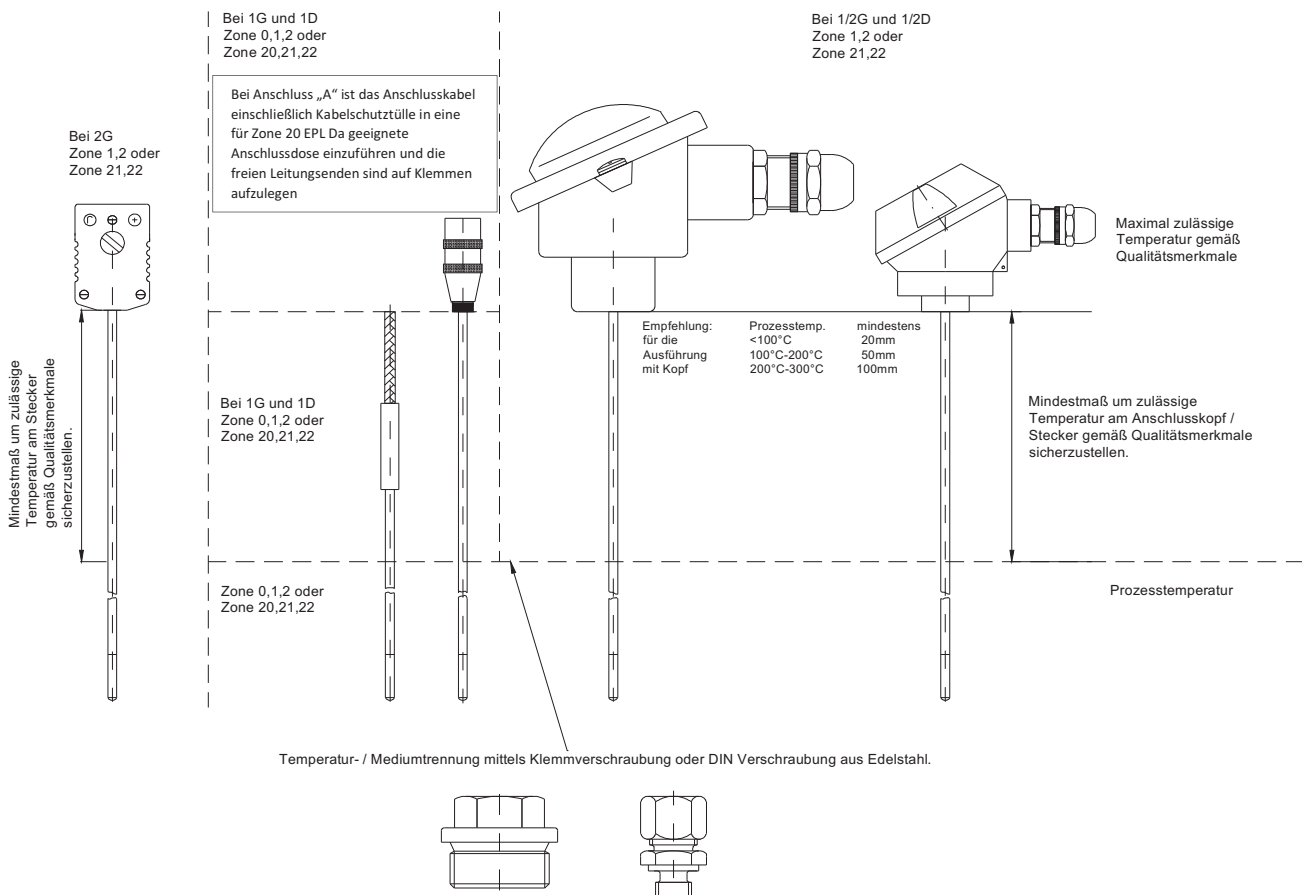 Bei 1G und 1D
Zone 0,1,2 oder
Zone 20,21,22
Bei 1/2G und 1/2D
Zone 1,2 oder
Zone 21,22
Bei Anschluss „A“ ist das Anschlusskabel
einschließlich Kabelschutztülle in eine
für Zone 20 EPL Da geeignete
Anschlussdose einzuführen und die
freien Leitungsenden sind auf Klemmen
aufzulegen
Bei 2G
Zone 1,2 oder
Zone 21,22
Maximal zulässige
Temperatur gemäß
Qualitätsmerkmale
Empfehlung: Prozesstemp. mindestens
für die <100°C 20mm
Ausführung 100°C-200°C 50mm
mit Kopf 200°C-300°C 100mm
Mindestmaß um zulässige
Temperatur am Stecker
gemäß Qualitätsmerkmale
sicherzustellen.
Bei 1G und 1D
Zone 0,1,2 oder
Zone 20,21,22
Mindestmaß um zulässige
Temperatur am Anschlusskopf /
Stecker gemäß Qualitätsmerkmale
sicherzustellen.
Zone 0,1,2 oder
Zone 20,21,22
Prozesstemperatur
Temperatur- / Mediumtrennung mittels Klemmverschraubung oder DIN Verschraubung aus Edelstahl.